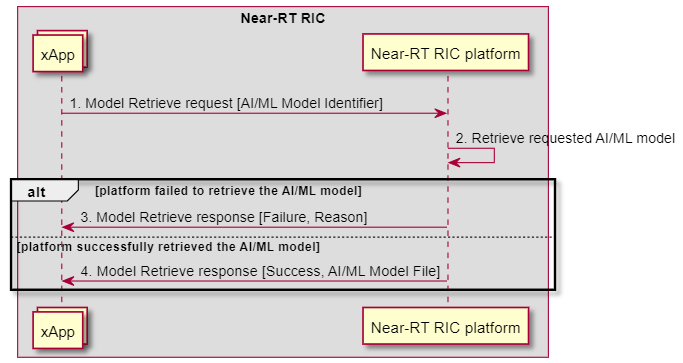 Near-RT RIC
xApp
Near-RT RIC platform
1. Model Retrieve request [AI/ML Model Identifier]
2. Retrieve requested AI/ML model
alt
[platform failed to retrieve the AI/ML model]
3. Model Retrieve response [Failure, Reason]
[platform successfully retrieved the AI/ML model]
4. Model Retrieve response [Success, AI/ML Model File]
xApp
Near-RT RIC platform